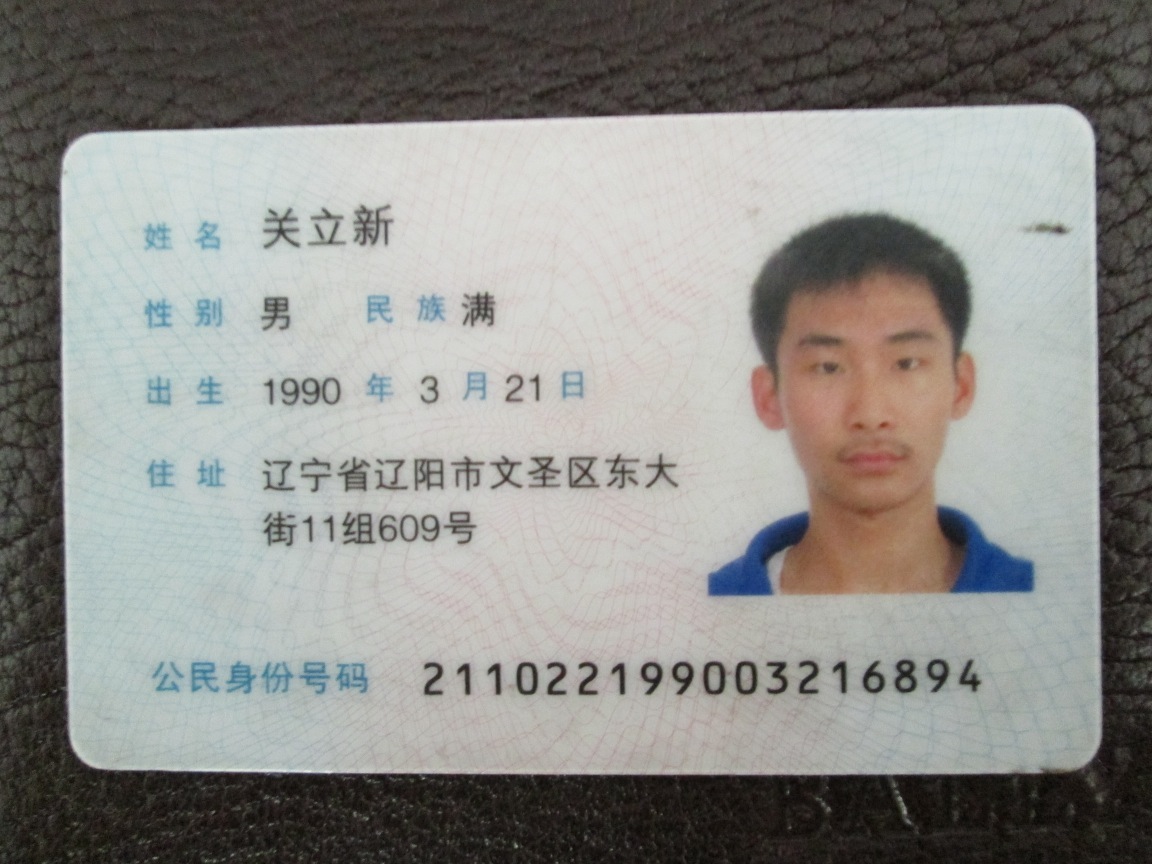 姓名 关立新
性别 男 民族 满
出生 1990 年 3 月 21 日
住址 辽宁省辽阳市文圣区东大
街11组609号
公民身份号码 211022199003216894